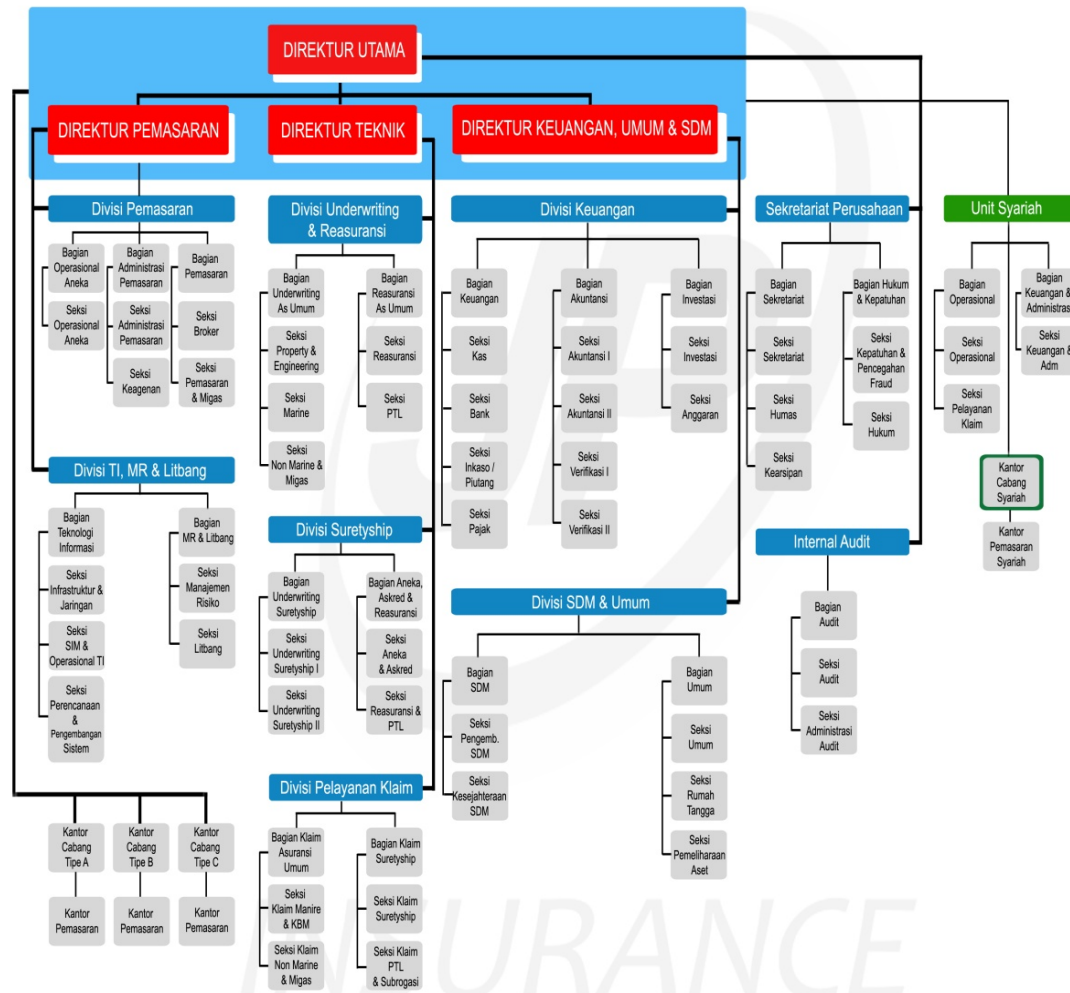 DIREKTUR UTAMA
DIREKTUR PEMASARAN
DIREKTUR TEKNIK
DIREKTUR KEUANGAN, UMUM & SDM
Divisi Pemasaran
Bagian
Operasional
Aneka
Seksi
Operasional
Aneka
Bagian
Administrasi
Pemasaran
Seksi
Administrasi
Pemasaran
Seksi
Keagenan
Bagian
Pemasaran
Seksi
Broker
Seksi
Pemasaran
& Migas
Divisi TI, MR & Litbang
Bagian
Teknologi
Informasi
Seksi
Infrastruktur &
Jaringan
Seksi
SIM &
Operasional TI
Seksi
Perencanaan
&
Pengembangan
Sistem
Bagian
MR & Litbang
Seksi
Manajemen
Risiko
Seksi
Litbang
Kantor
Cabang
Tipe A
Kantor
Pemasaran
Kantor
Cabang
Tipe B
Kantor
Pemasaran
Kantor
Cabang
Tipe C
Kantor
Pemasaran
Divisi Underwriting
& Reasuransi
Bagian
Underwriting
As Umum
Seksi
Property &
Engineering
Seksi
Marine
Seksi
Non Marine &
Migas
Bagian
Reasuransi
As Umum
Seksi
Reasuransi
Seksi
PTL
Divisi Suretyship
Bagian
Underwriting
Suretyship
Seksi
Underwriting
Suretyship I
Seksi
Underwriting
Suretyship II
Bagian Aneka,
Askred &
Reasuransi
Seksi
Aneka
& Askred
Seksi
Reasuransi &
PTL
Divisi Pelayanan Klaim
Bagian Klaim
Asuransi
Umum
Seksi
Klaim Manire
& KBM
Seksi Klaim
Non Marine
& Migas
Bagian Klaim
Suretyship
Seksi Klaim
Suretyship
Seksi Klaim
PTL
& Subrogasi
Divisi Keuangan
Bagian
Keuangan
Seksi
Kas
Seksi
Bank
Seksi
Inkaso /
Piutang
Seksi
Pajak
Bagian
Akuntansi
Seksi
Akuntansi I
Seksi
Akuntansi II
Seksi
Verifikasi I
Seksi
Verifikasi II
Bagian
Investasi
Seksi
Investasi
Seksi
Anggaran
Divisi SDM & Umum
Bagian
SDM
Seksi
Pengemb.
SDM
Seksi
Kesejahteraan
SDM
Bagian
Umum
Seksi
Umum
Seksi
Rumah
Tangga
Seksi
Pemeliharaan
Aset
Sekretariat Perusahaan
Bagian
Sekretariat
Seksi
Sekretariat
Seksi
Humas
Seksi
Kearsipan
Bagian Hukum
& Kepatuhan
Seksi
Kepatuhan &
Pencegahan
Fraud
Seksi
Hukum
Internal Audit
Bagian
Audit
Seksi
Audit
Seksi
Administrasi
Audit
Unit Syariah
Bagian
Operasional
Seksi
Operasional
Seksi
Pelayanan
Klaim
Bagian
Keuangan &
Administrasi
Seksi
Keuangan &
Adm
Kantor
Cabang
Syariah
Kantor
Pemasaran
Syariah
INSURANCE